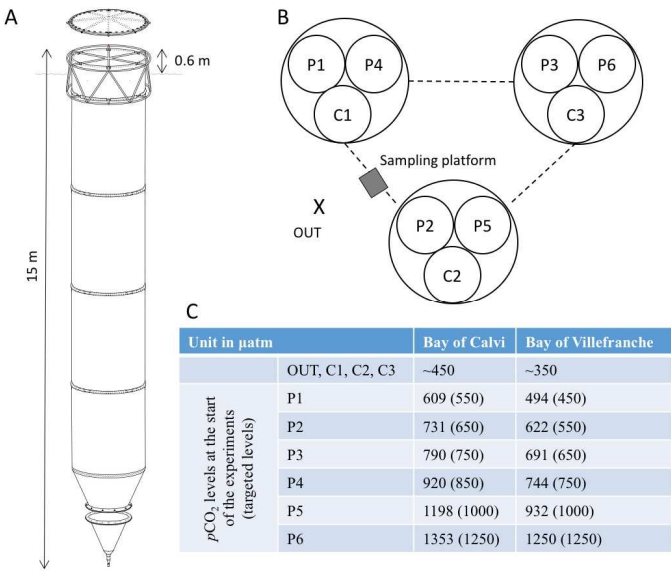 A
0.6 m
15 m
B
P1
P4
C1
P3
P6
C3
Sampling platform
X
OUT
P2
P5
C2
C
Unit in µatm Bay of Calvi Bay of Villefranche
OUT, C1, C2, C3 ~450 ~350
pCO2 levels at the start
of the experiments
(targeted levels)
P1 609 (550) 494 (450)
P2 731 (650) 622 (550)
P3 790 (750) 691 (650)
P4 920 (850) 744 (750)
P5 1198 (1000) 932 (1000)
P6 1353 (1250) 1250 (1250)